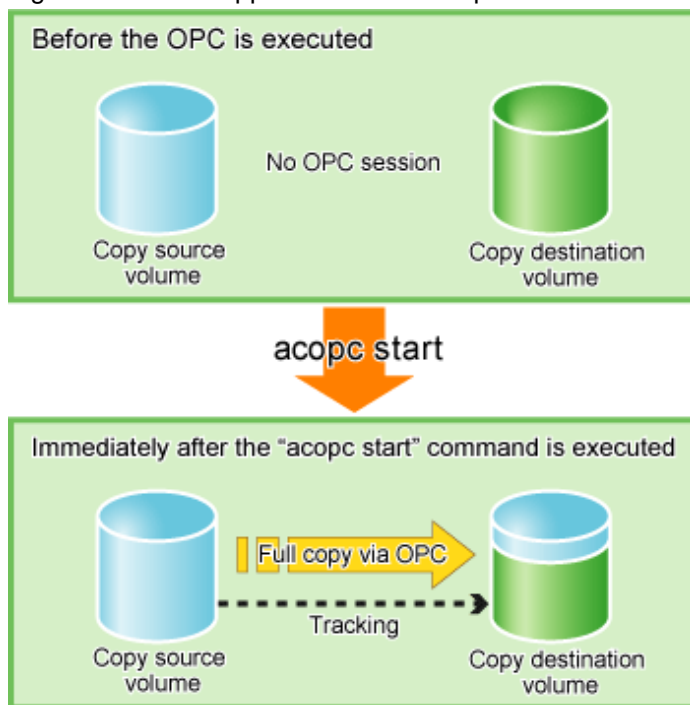 Before the OPC is executed
No OPC session
Copy source
volume
Copy destination
volume
acopc start
Immediately after the “acopc start” command is executed
Full copy via OPC
Tracking
Copy source
volume
Copy destination
volume